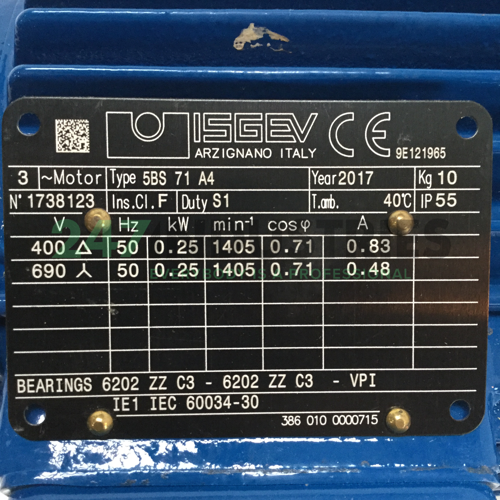 ISGEV CE
ARZIGNANO ITALY 9E121965
3 ~Motor Type 5BS 71 A4 Year 2017 Kg 10
N° 1738123 Ins.Cl. F Duty S1 T.amb. 40°C IP 55
V Hz kW min⁻¹ cosφ A
400 △ 50 0.25 1405 0.71 0.83
690 人 50 0.25 1405 0.71 0.48
BEARINGS 6202 ZZ C3 - 6202 ZZ C3 - VPI
IE1 IEC 60034-30
386 010 0000715